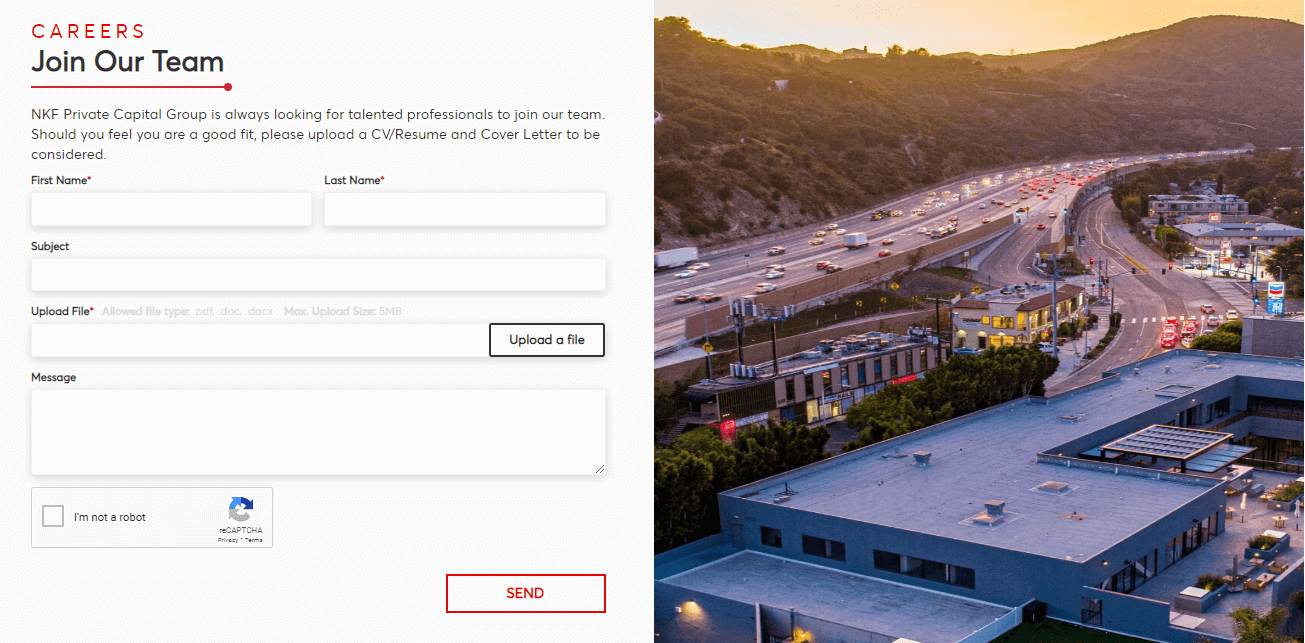 CAREERS
Join Our Team
NKF Private Capital Group is always looking for talented professionals to join our team.
Should you feel you are a good fit, please upload a CV/Resume and Cover Letter to be
considered.
First Name* Last Name*
Subject
Upload File* Allowed file type: .pdf, .doc, .docx Max. Upload Size: 5MB
Upload a file
Message
I'm not a robot
reCAPTCHA
Privacy - Terms
SEND